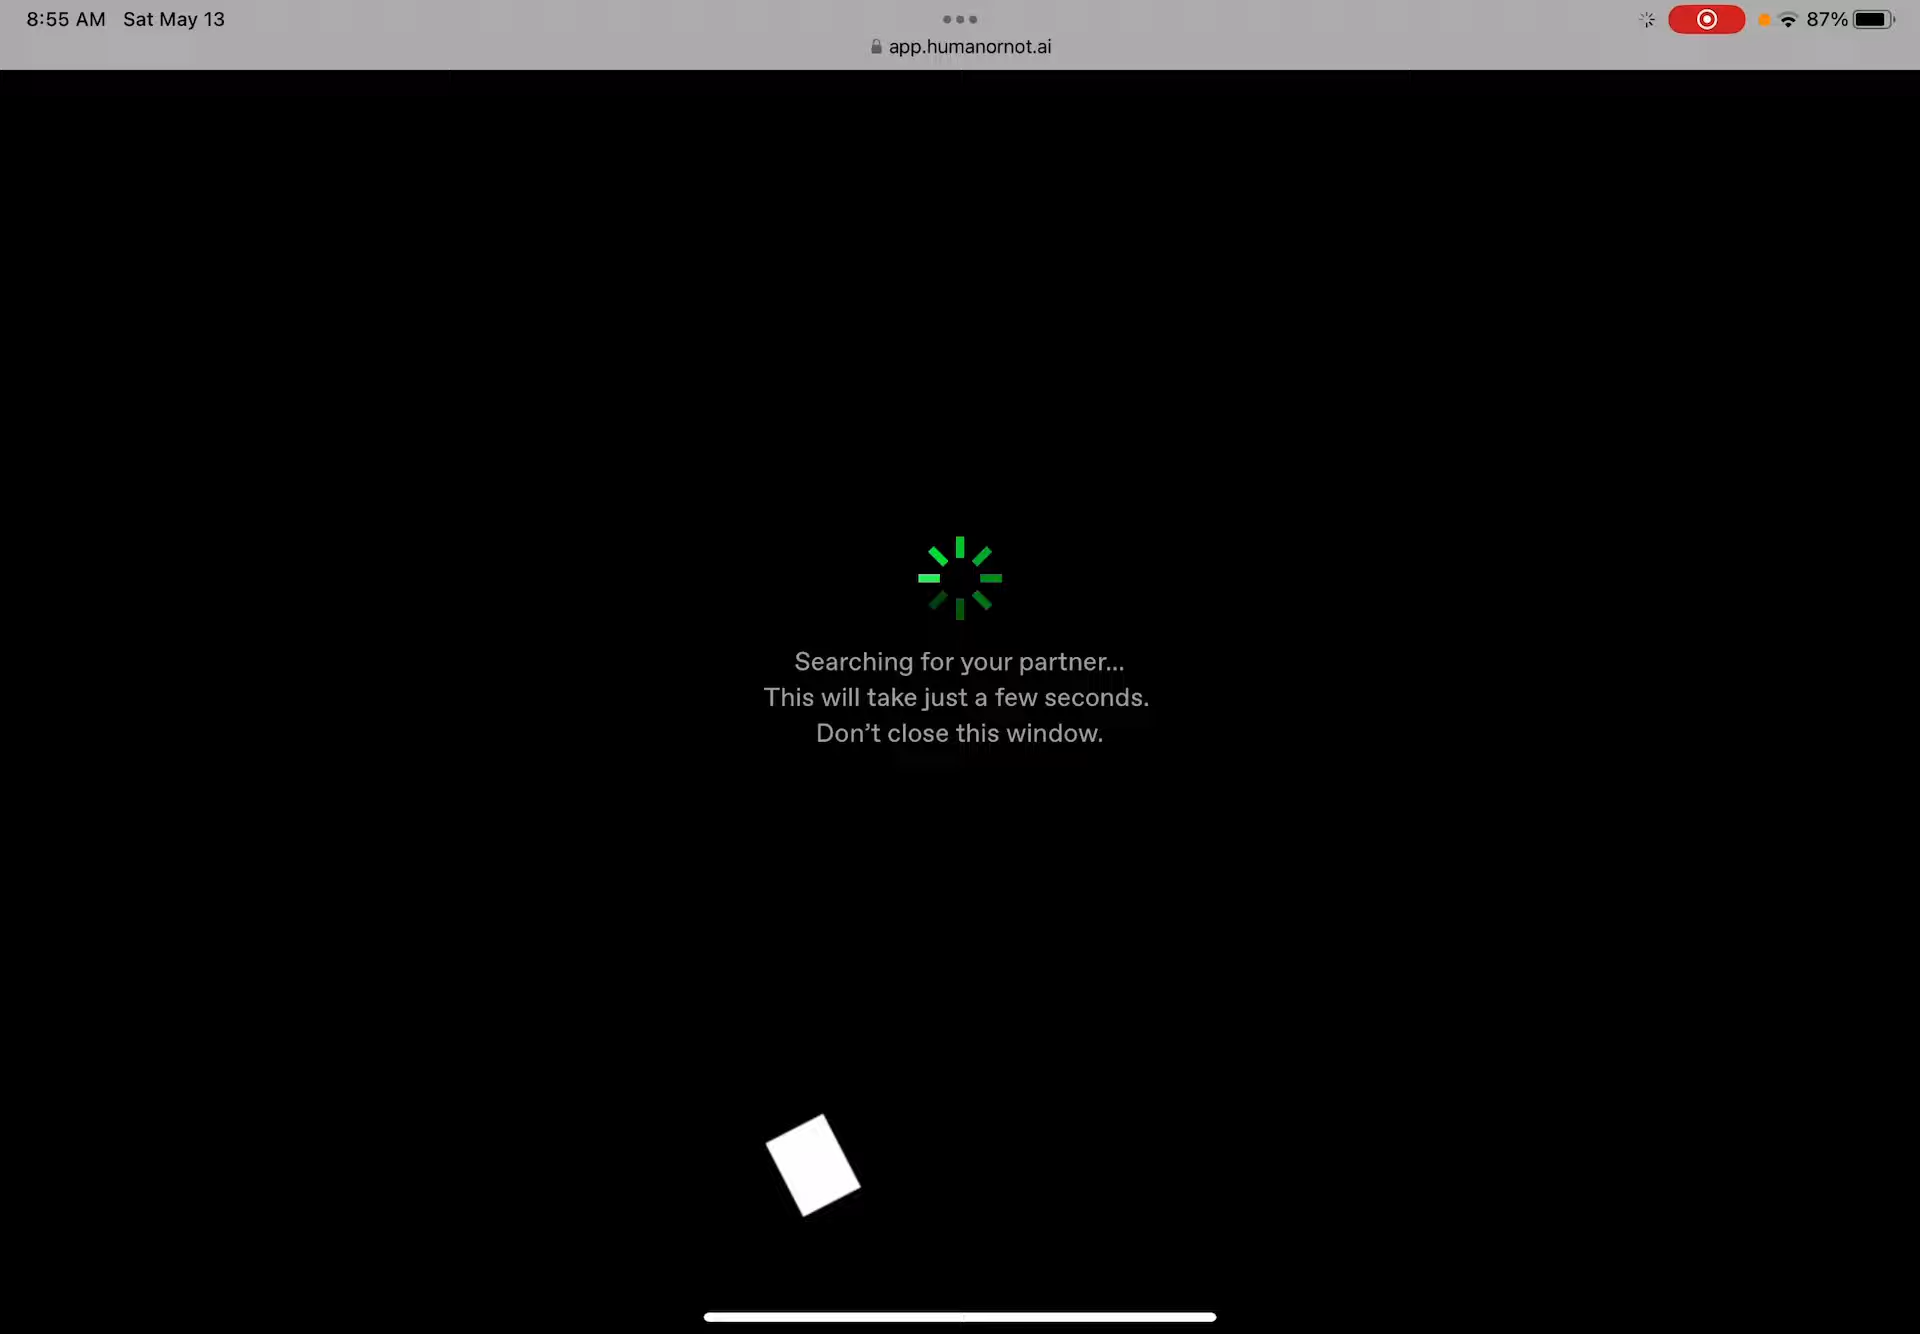 8:55 AM Sat May 13
87%
app.humanornot.ai
Searching for your partner...
This will take just a few seconds.
Don’t close this window.